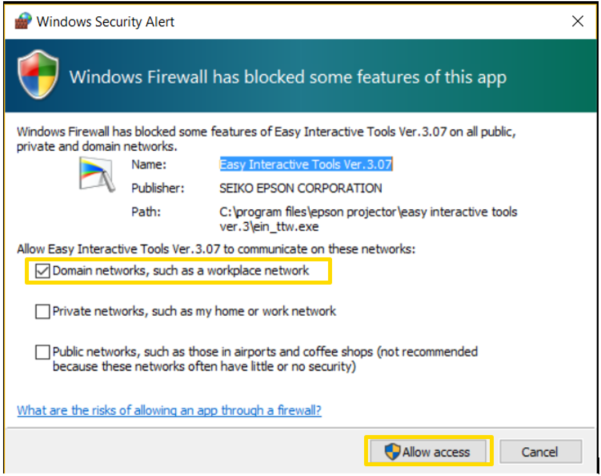 Windows Security Alert
Windows Firewall has blocked some features of this app
Windows Firewall has blocked some features of Easy Interactive Tools Ver.3.07 on all public,
private and domain networks.
Name: Easy Interactive Tools Ver.3.07
Publisher: SEIKO EPSON CORPORATION
Path: C:\program files\epson projector\easy interactive tools
ver.3\ein_ttw.exe
Allow Easy Interactive Tools Ver.3.07 to communicate on these networks:
Domain networks, such as a workplace network
Private networks, such as my home or work network
Public networks, such as those in airports and coffee shops (not recommended
because these networks often have little or no security)
What are the risks of allowing an app through a firewall?
Allow access Cancel